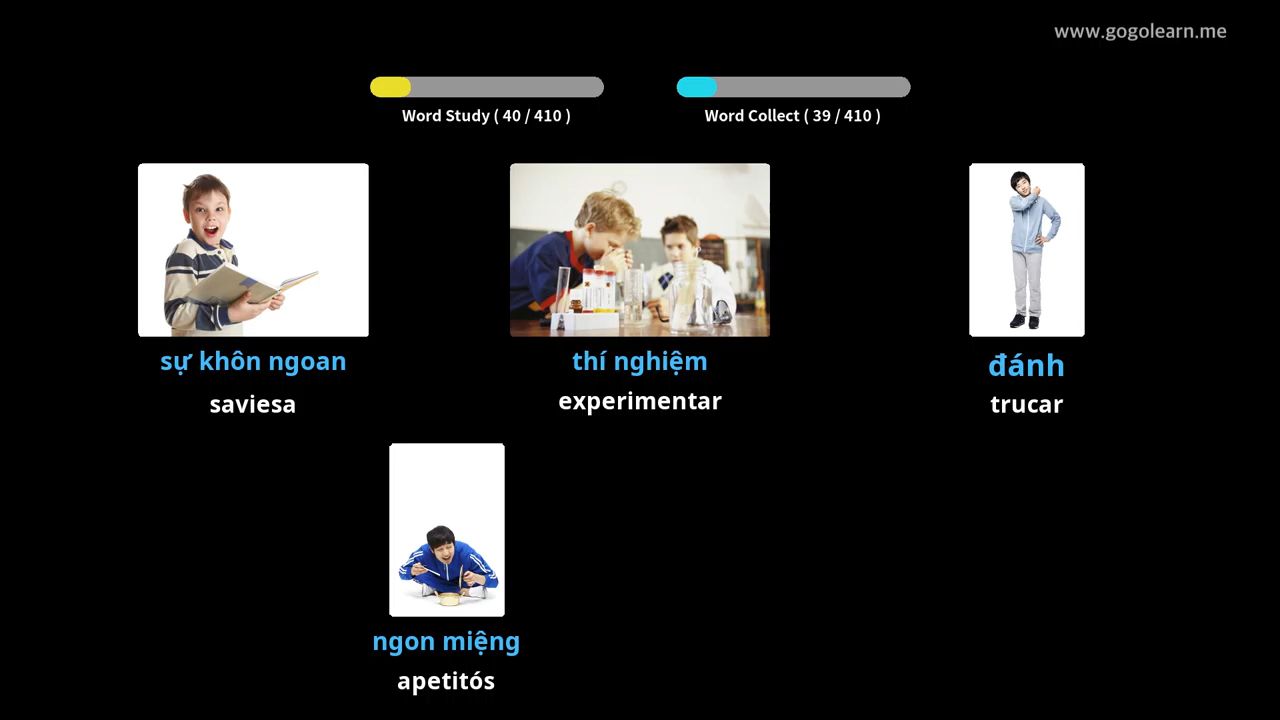 www.gogolearn.me
Word Study ( 40 / 410 )
Word Collect ( 39 / 410 )
sự khôn ngoan
saviesa
thí nghiệm
experimentar
đánh
trucar
ngon miệng
apetitós